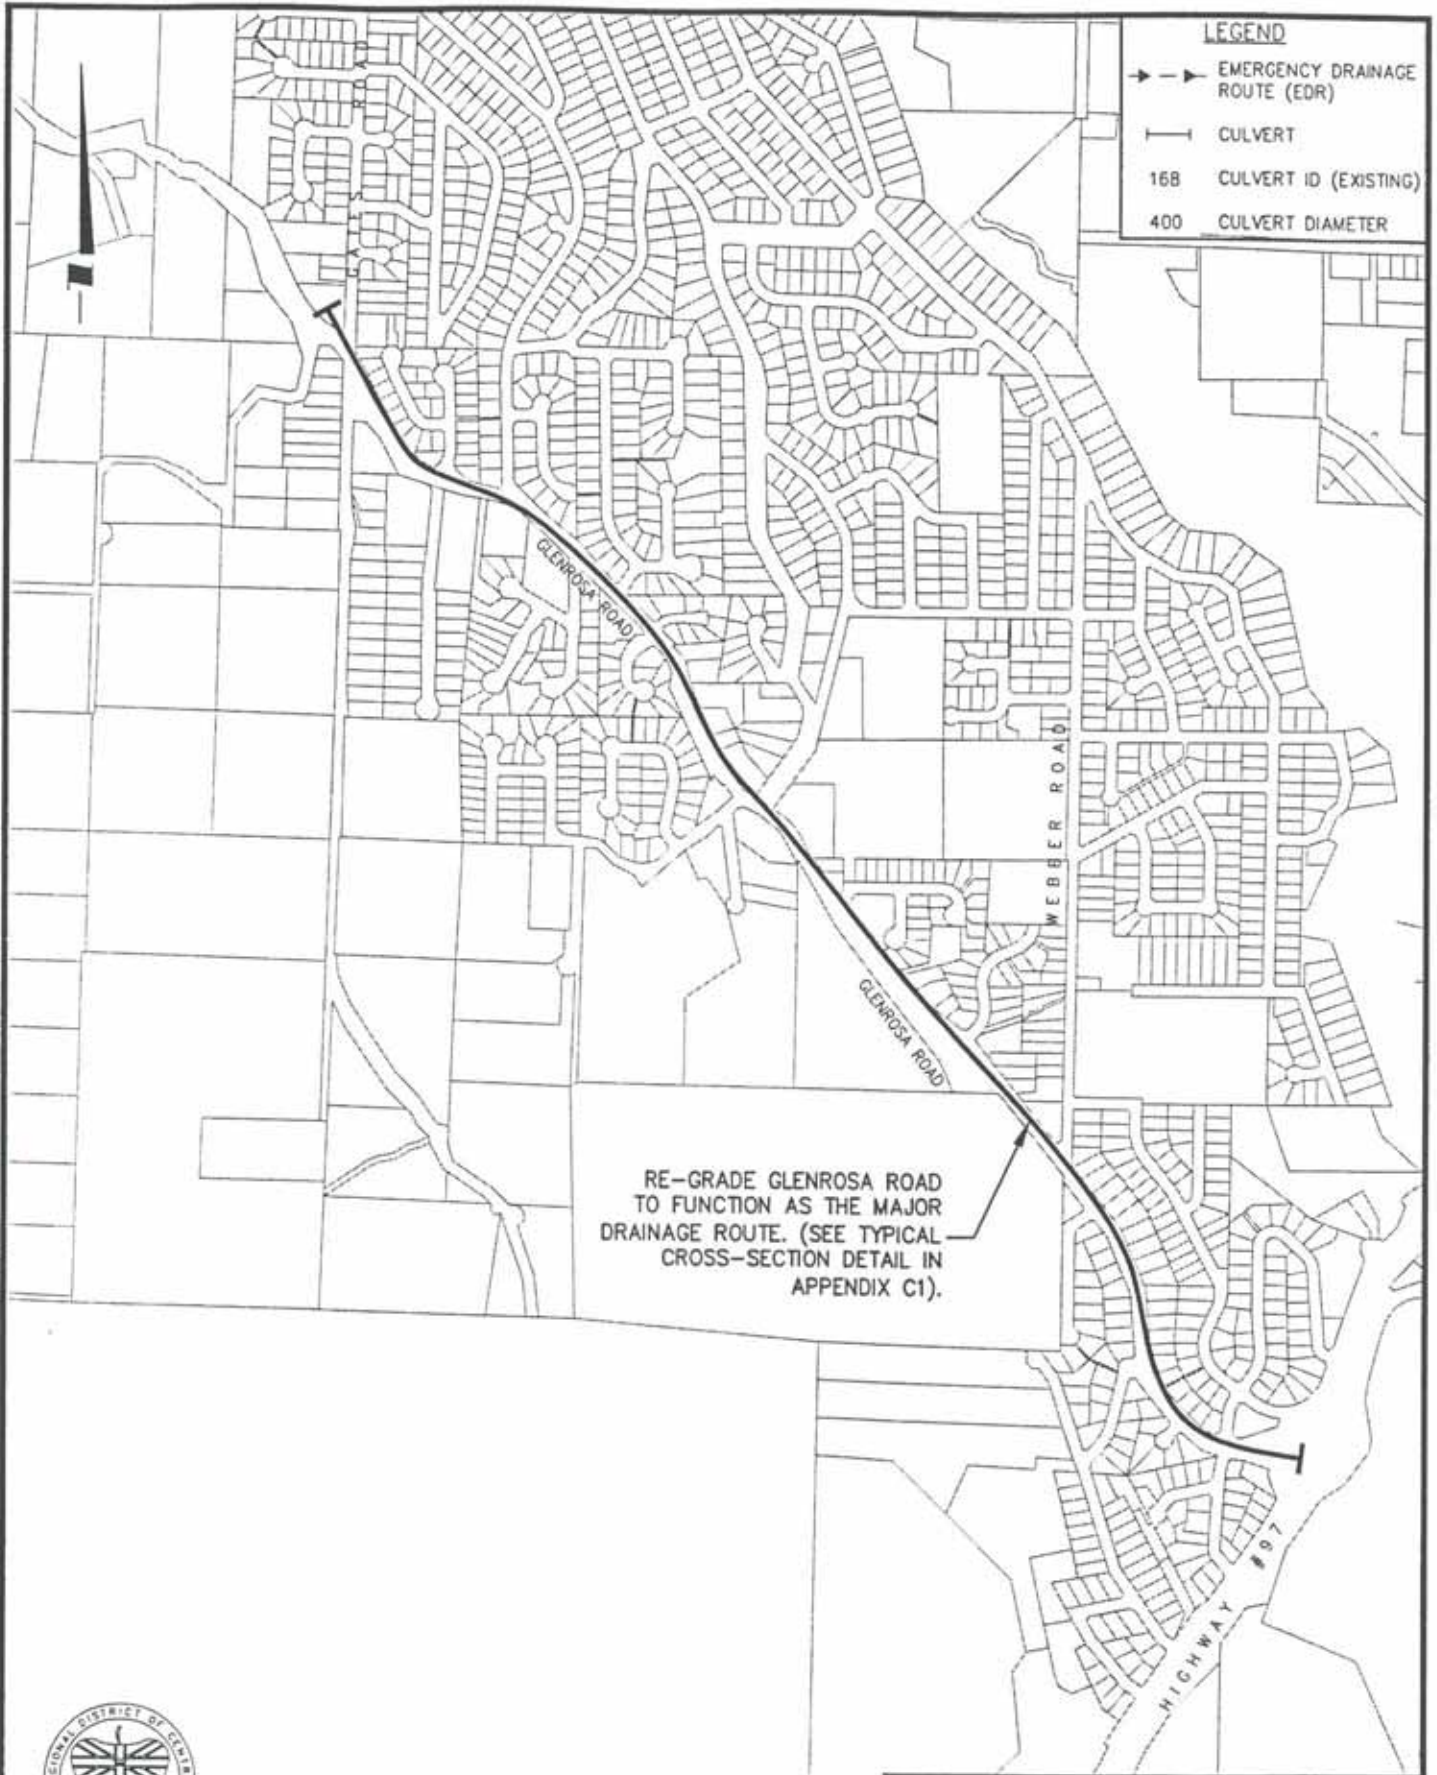 LEGEND
EMERGENCY DRAINAGE
ROUTE (EDR)
CULVERT
168 CULVERT ID (EXISTING)
400 CULVERT DIAMETER
GLENROSA ROAD
WEBBER ROAD
GLENROSA ROAD
RE-GRADE GLENROSA ROAD
TO FUNCTION AS THE MAJOR
DRAINAGE ROUTE. (SEE TYPICAL
CROSS-SECTION DETAIL IN
APPENDIX C1).
HIGHWAY #97
DISTRICT OF